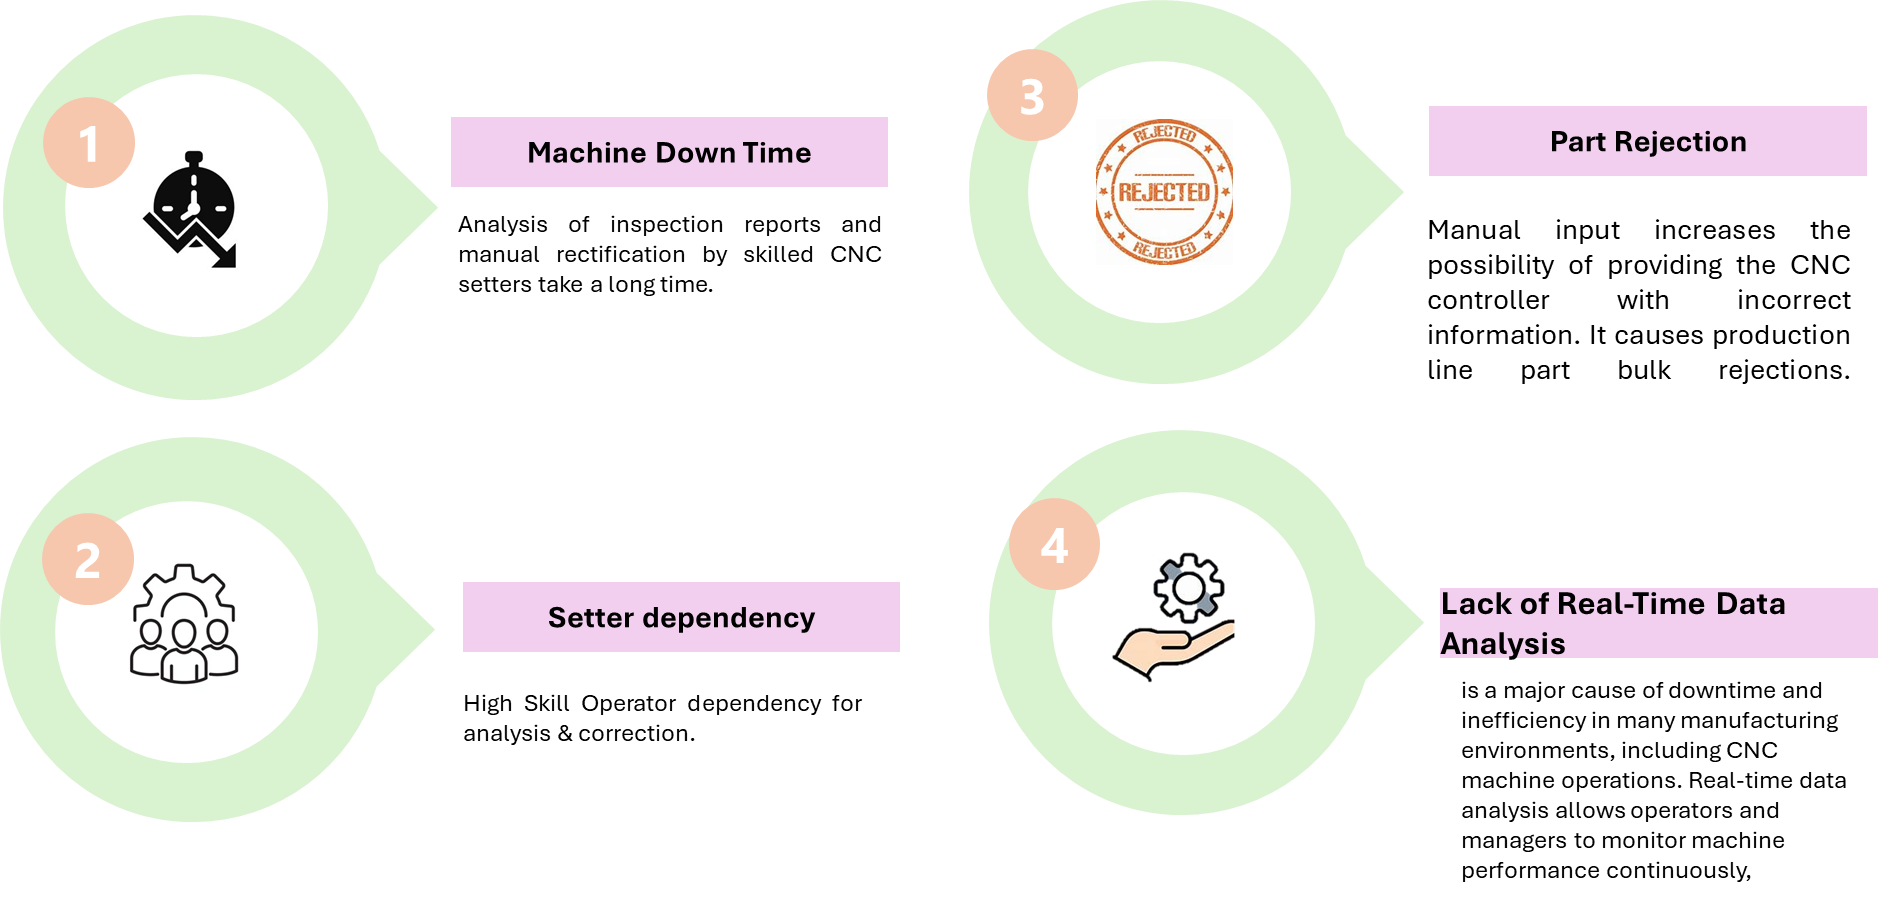 1
Machine Down Time
Analysis of inspection reports and
manual rectification by skilled CNC
setters take a long time.
2
Setter dependency
High Skill Operator dependency for
analysis & correction.
3
REJECTED
REJECTED
REJECTED
Part Rejection
Manual input increases the
possibility of providing the CNC
controller with incorrect
information. It causes production
line part bulk rejections.
4
Lack of Real-Time Data
Analysis
is a major cause of downtime and
inefficiency in many manufacturing
environments, including CNC
machine operations. Real-time data
analysis allows operators and
managers to monitor machine
performance continuously,